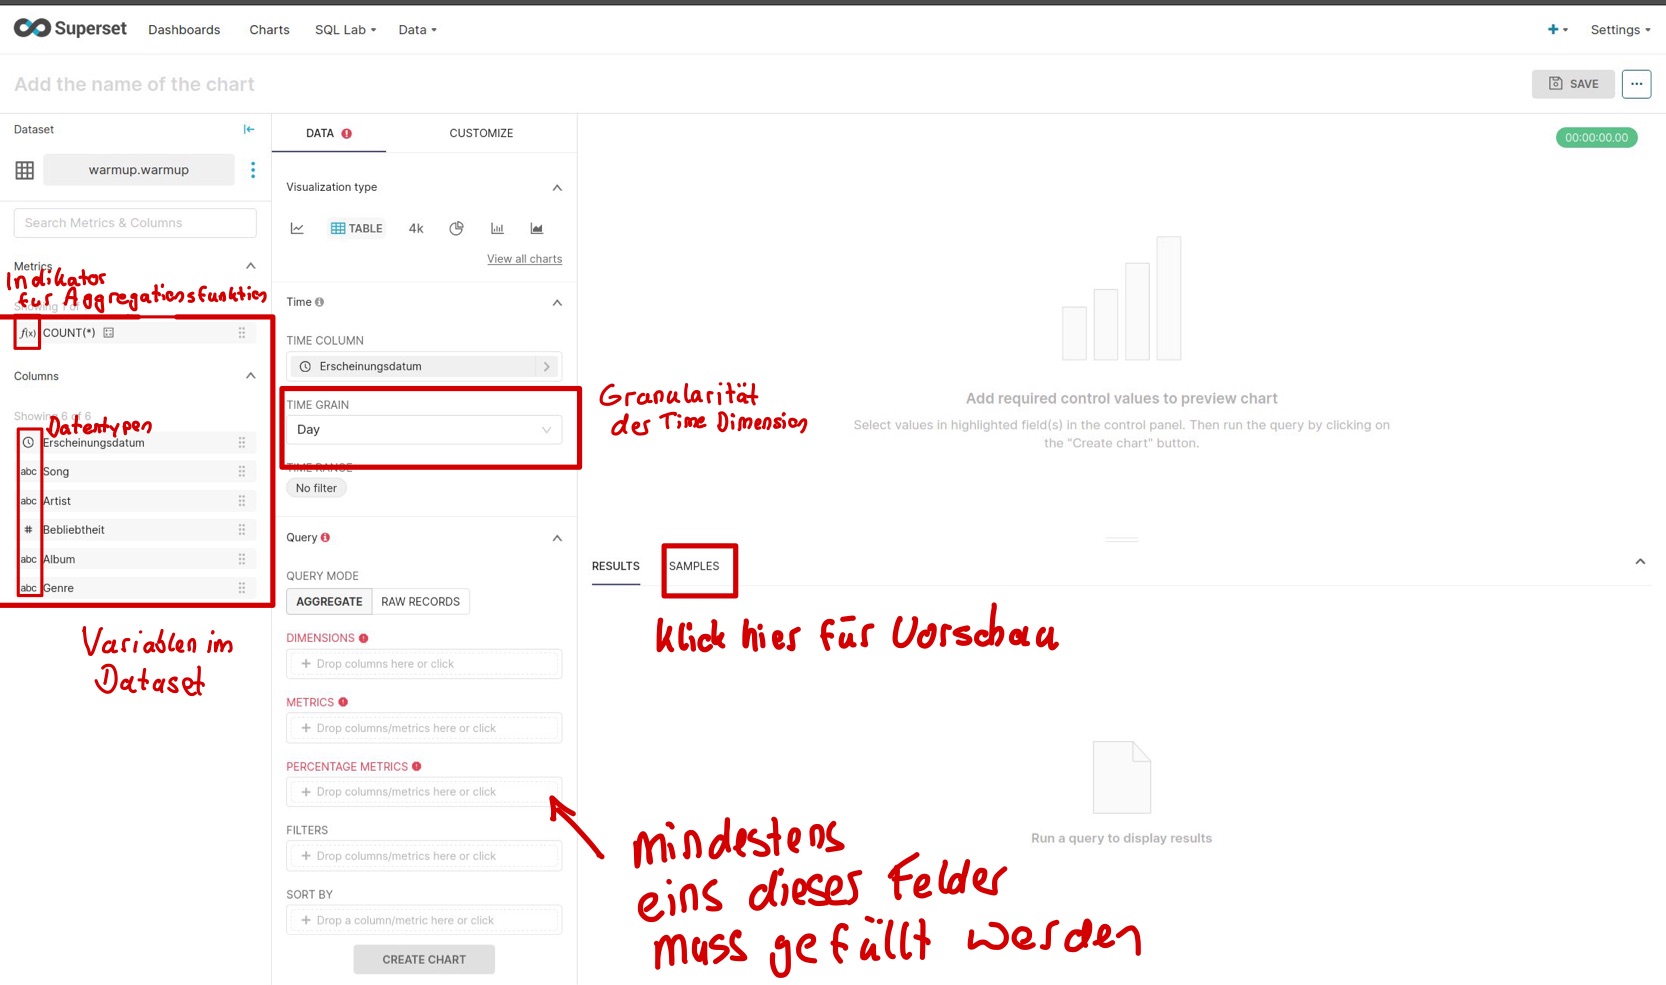 Superset Dashboards Charts SQL Lab Data Settings
Add the name of the chart
SAVE
Dataset
warmup.warmup
Search Metrics & Columns
Metrics
Indikator
für Aggregationsfunktion
Showing 1 of
f(x) COUNT(*)
Columns
Showing 6 of 6
Datentypen
Erscheinungsdatum
abc Song
abc Artist
# Bebliebtheit
abc Album
abc Genre
Variablen im
Dataset
DATA CUSTOMIZE
Visualization type
TABLE 4k
View all charts
Time
TIME COLUMN
Erscheinungsdatum
TIME GRAIN
Day
TIME RANGE
No filter
Granularität
der Time Dimension
Query
QUERY MODE
AGGREGATE RAW RECORDS
DIMENSIONS
+ Drop columns here or click
METRICS
+ Drop columns/metrics here or click
PERCENTAGE METRICS
+ Drop columns/metrics here or click
FILTERS
+ Drop columns/metrics here or click
SORT BY
+ Drop a column/metric here or click
CREATE CHART
00:00:00.00
Add required control values to preview chart
Select values in highlighted field(s) in the control panel. Then run the query by clicking on
the "Create chart" button.
RESULTS SAMPLES
Klick hier für Vorschau
Run a query to display results
mindestens
eins dieses Felder
muss gefüllt werden